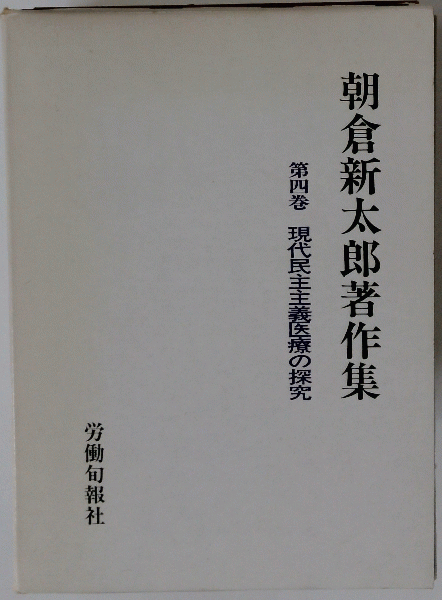 朝倉新太郎著作集
第四巻 現代民主主義医療の探究
労働旬報社